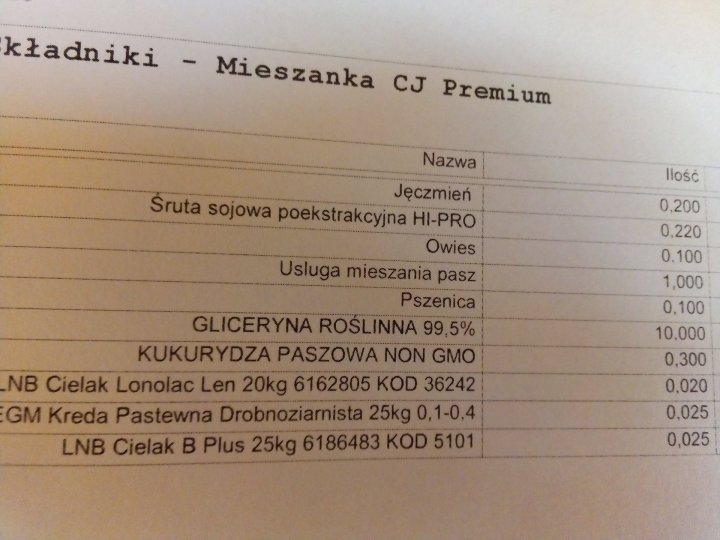 Składniki - Mieszanka CJ Premium
Nazwa Ilość
Jęczmień 0,200
Śruta sojowa poekstrakcyjna HI-PRO 0,220
Owies 0,100
Usluga mieszania pasz 1,000
Pszenica 0,100
GLICERYNA ROŚLINNA 99,5% 10,000
KUKURYDZA PASZOWA NON GMO 0,300
LNB Cielak Lonolac Len 20kg 6162805 KOD 36242 0,020
EGM Kreda Pastewna Drobnoziarnista 25kg 0,1-0,4 0,025
LNB Cielak B Plus 25kg 6186483 KOD 5101 0,025